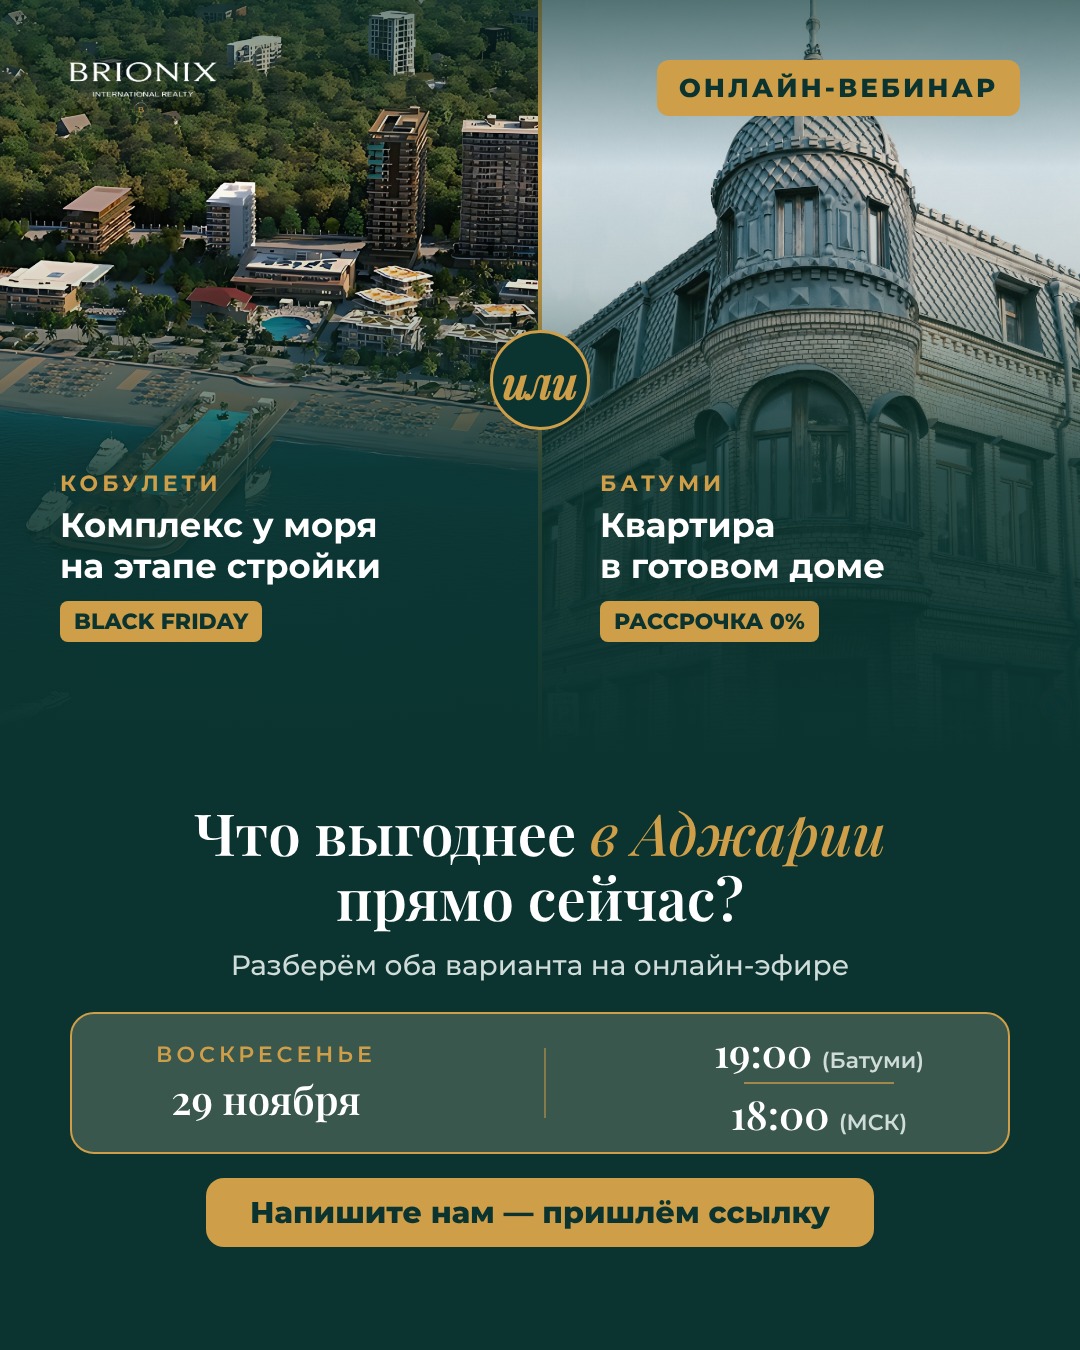 BRIONIX
INTERNATIONAL REALTY
ОНЛАЙН-ВЕБИНАР
или
КОБУЛЕТИ
Комплекс у моря
на этапе стройки
BLACK FRIDAY
БАТУМИ
Квартира
в готовом доме
РАССРОЧКА 0%
Что выгоднее в Аджарии
прямо сейчас?
Разберём оба варианта на онлайн-эфире
ВОСКРЕСЕНЬЕ
29 ноября
19:00 (Батуми)
18:00 (МСК)
Напишите нам — пришлём ссылку